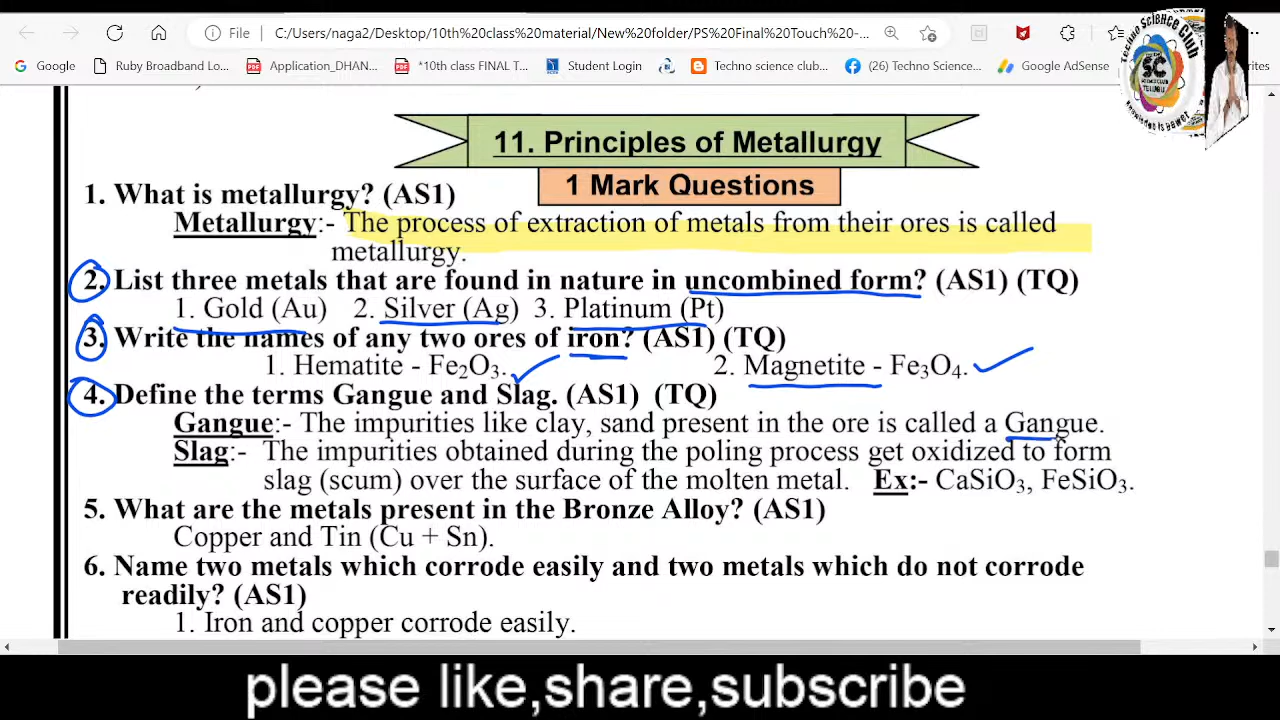 File
C:/Users/naga2/Desktop/10th%20class%20material/New%20folder/PS%20Final%20Touch%20-...
Google
Ruby Broadband Lo...
Application_DHAN...
*10th class FINAL T...
Student Login
Techno science club...
(26) Techno Science...
Google AdSense
Techno Science Club
SC
TELUGU
11. Principles of Metallurgy
1 Mark Questions
1. What is metallurgy? (AS1)
Metallurgy:- The process of extraction of metals from their ores is called
metallurgy.
2. List three metals that are found in nature in uncombined form? (AS1) (TQ)
1. Gold (Au) 2. Silver (Ag) 3. Platinum (Pt)
3. Write the names of any two ores of iron? (AS1) (TQ)
1. Hematite - Fe₂O₃. 2. Magnetite - Fe₃O₄.
4. Define the terms Gangue and Slag. (AS1) (TQ)
Gangue:- The impurities like clay, sand present in the ore is called a Gangue.
Slag:- The impurities obtained during the poling process get oxidized to form
slag (scum) over the surface of the molten metal. Ex:- CaSiO₃, FeSiO₃.
5. What are the metals present in the Bronze Alloy? (AS1)
Copper and Tin (Cu + Sn).
6. Name two metals which corrode easily and two metals which do not corrode
readily? (AS1)
1. Iron and copper corrode easily.
please like,share,subscribe